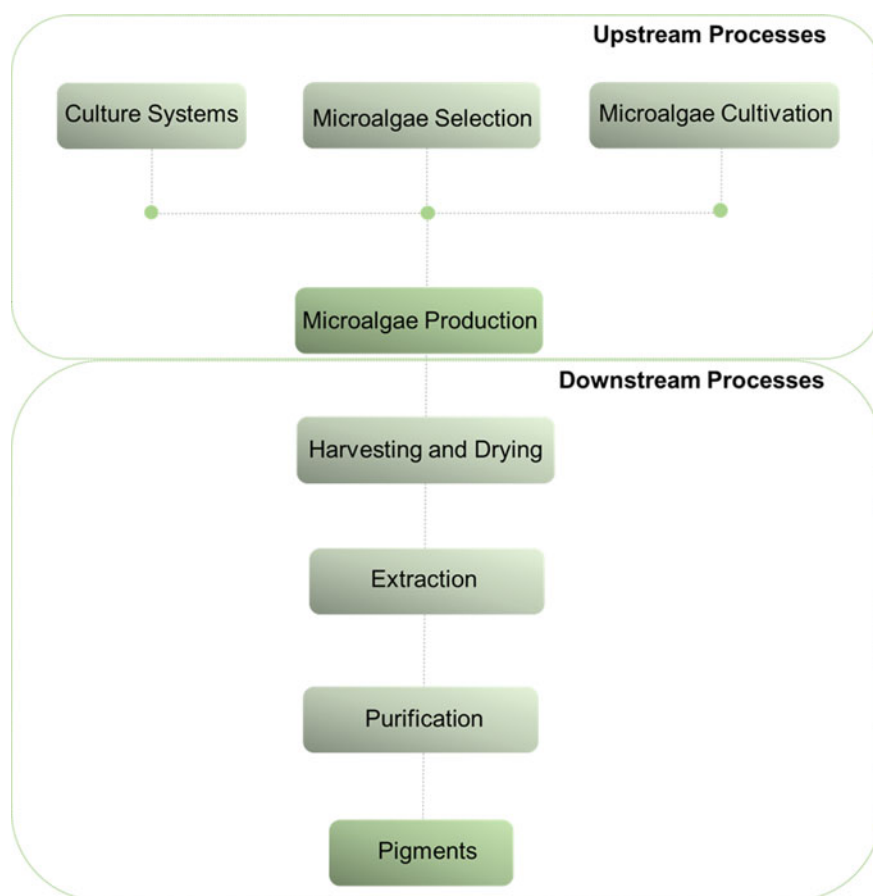 Upstream Processes
Culture Systems
Microalgae Selection
Microalgae Cultivation
Microalgae Production
Downstream Processes
Harvesting and Drying
Extraction
Purification
Pigments